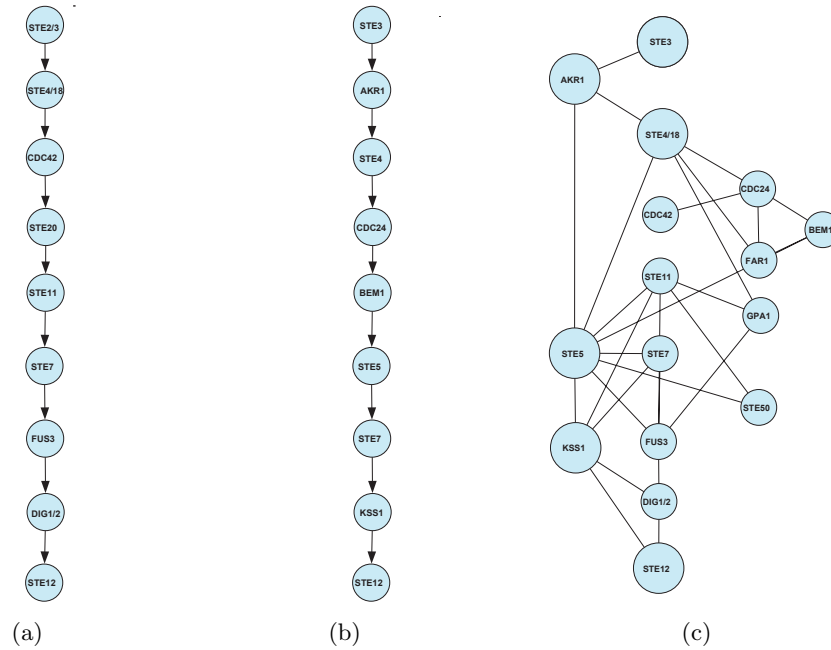 STE2/3
STE4/18
CDC42
STE20
STE11
STE7
FUS3
DIG1/2
STE12
(a)
STE3
AKR1
STE4
CDC24
BEM1
STE5
STE7
KSS1
STE12
(b)
STE3
AKR1
STE4/18
CDC24
CDC42
BEM1
FAR1
STE11
GPA1
STE5
STE7
STE50
FUS3
KSS1
DIG1/2
STE12
(c)